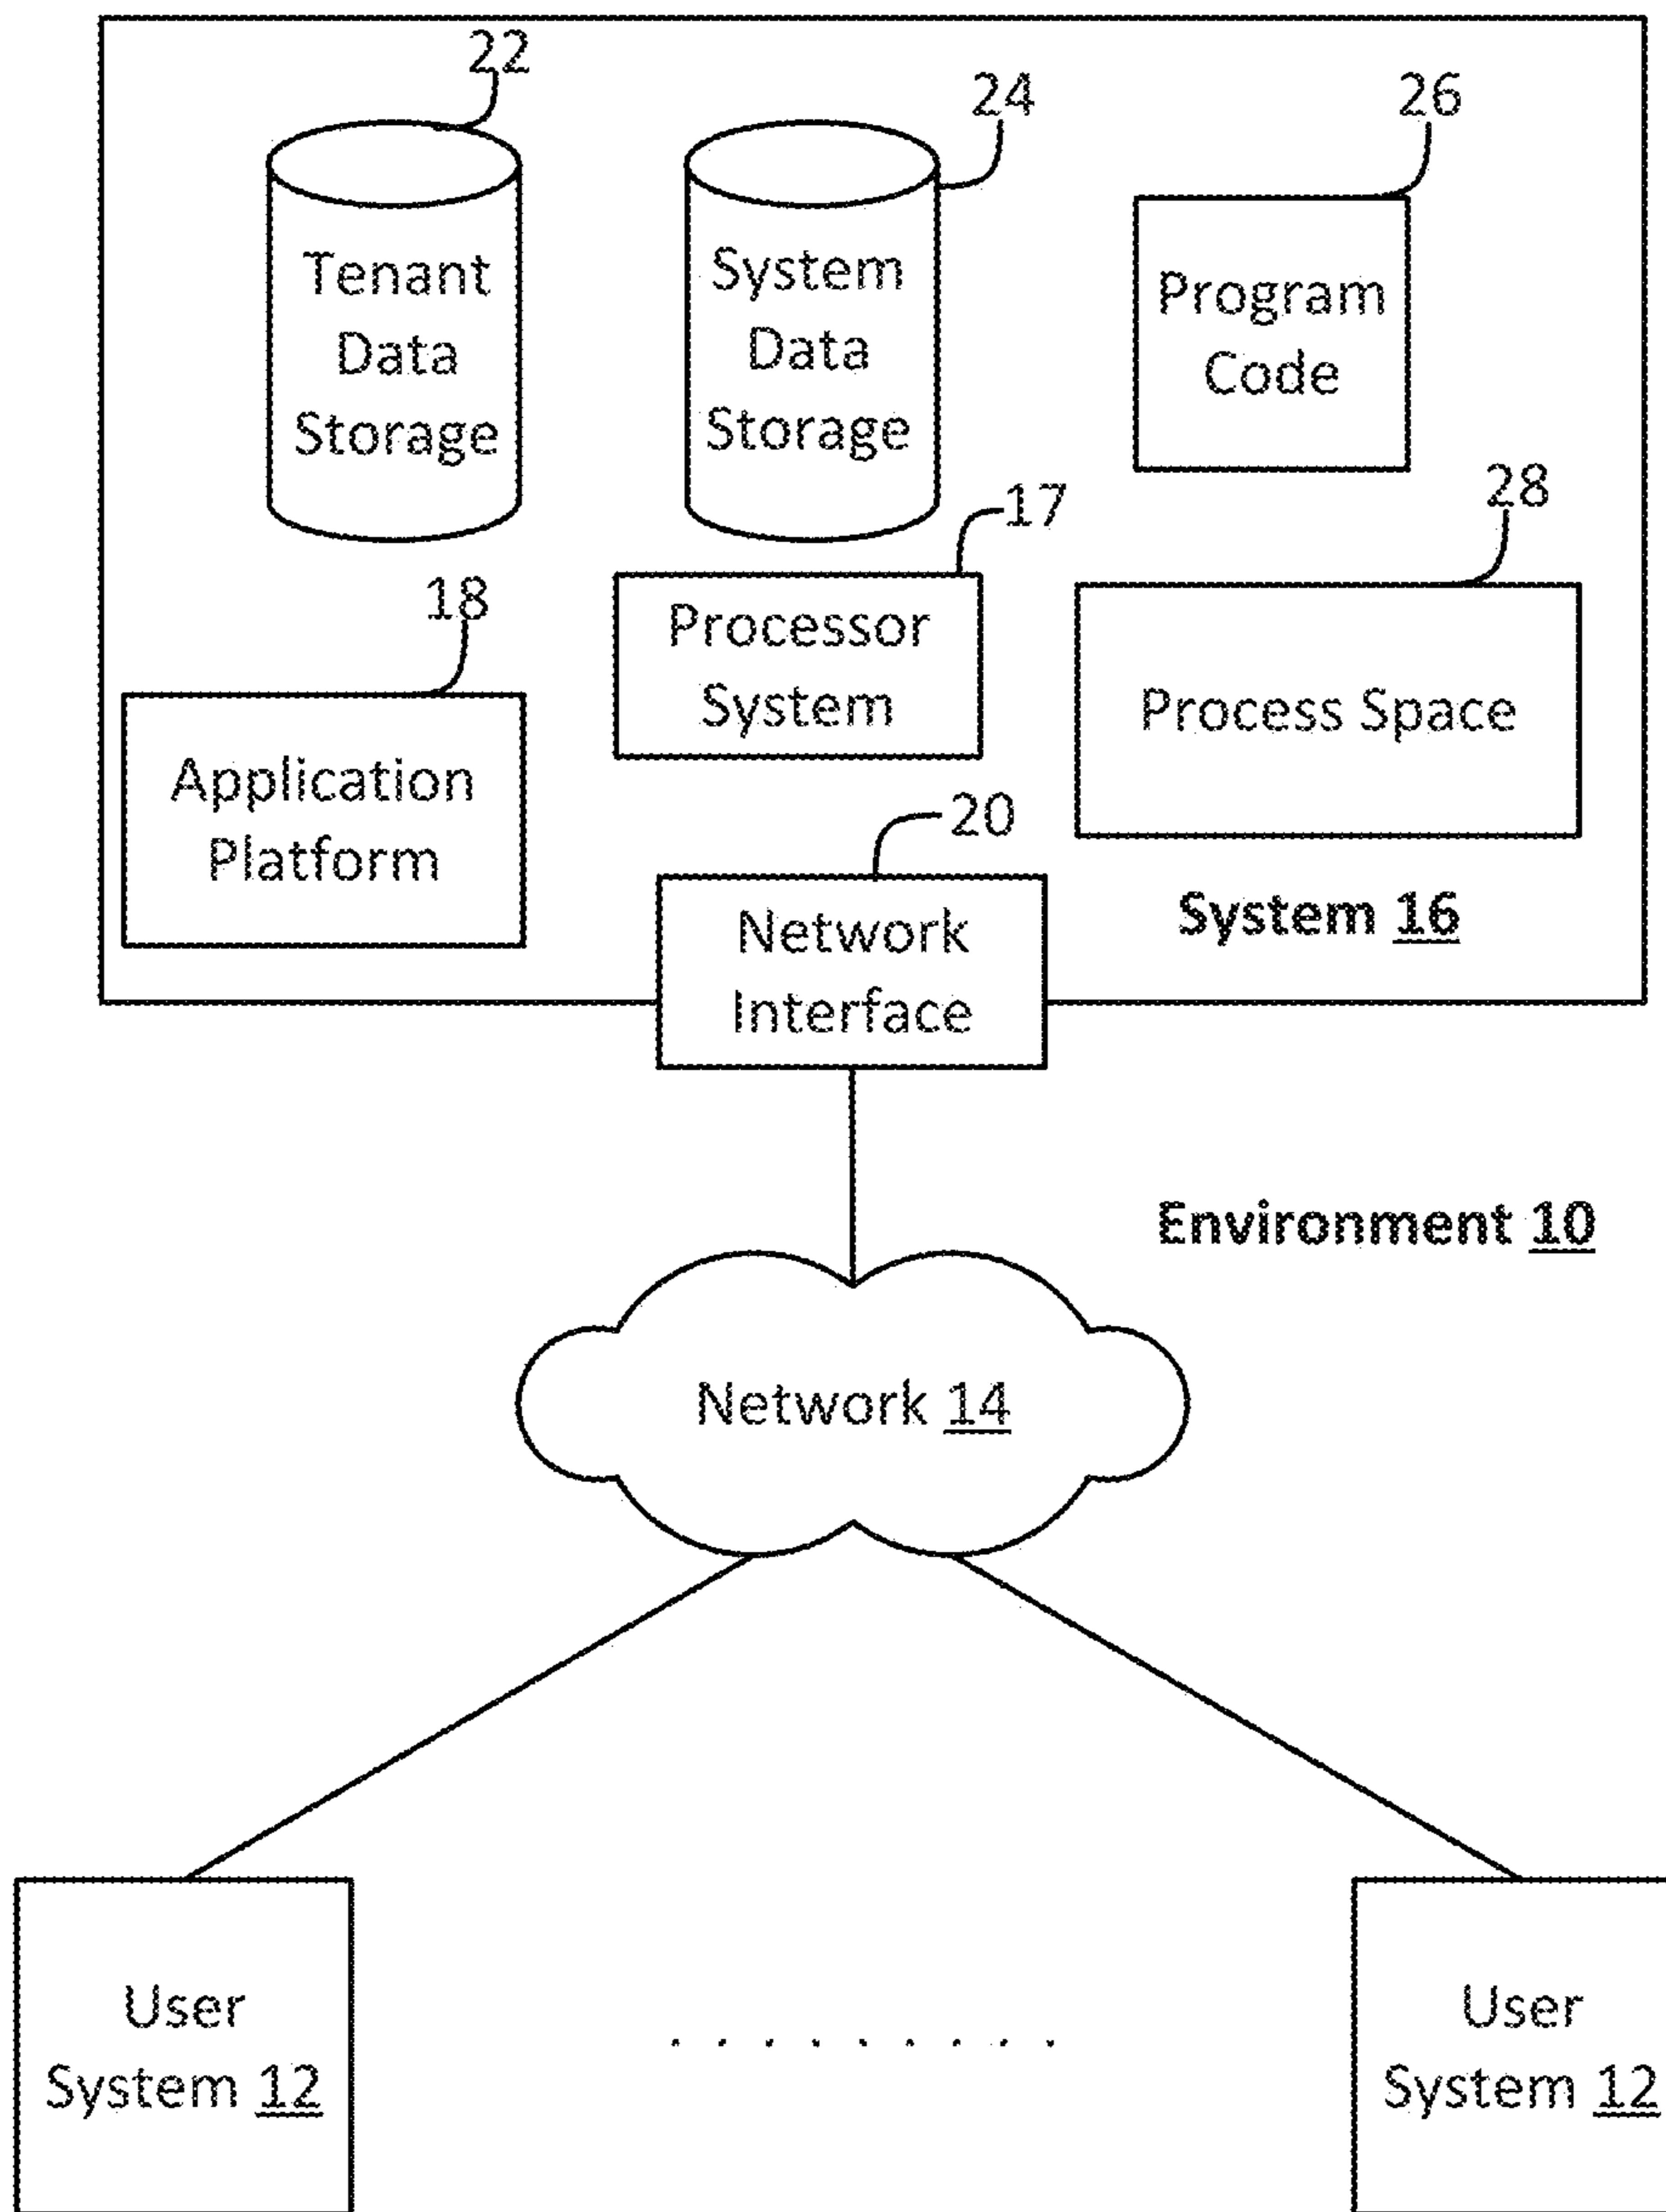 22
24
26
Tenant
Data
Storage
System
Data
Storage
Program
Code
17
28
18
Processor
System
Process Space
Application
Platform
20
Network
Interface
System 16
Environment 10
Network 14
User
System 12
User
System 12